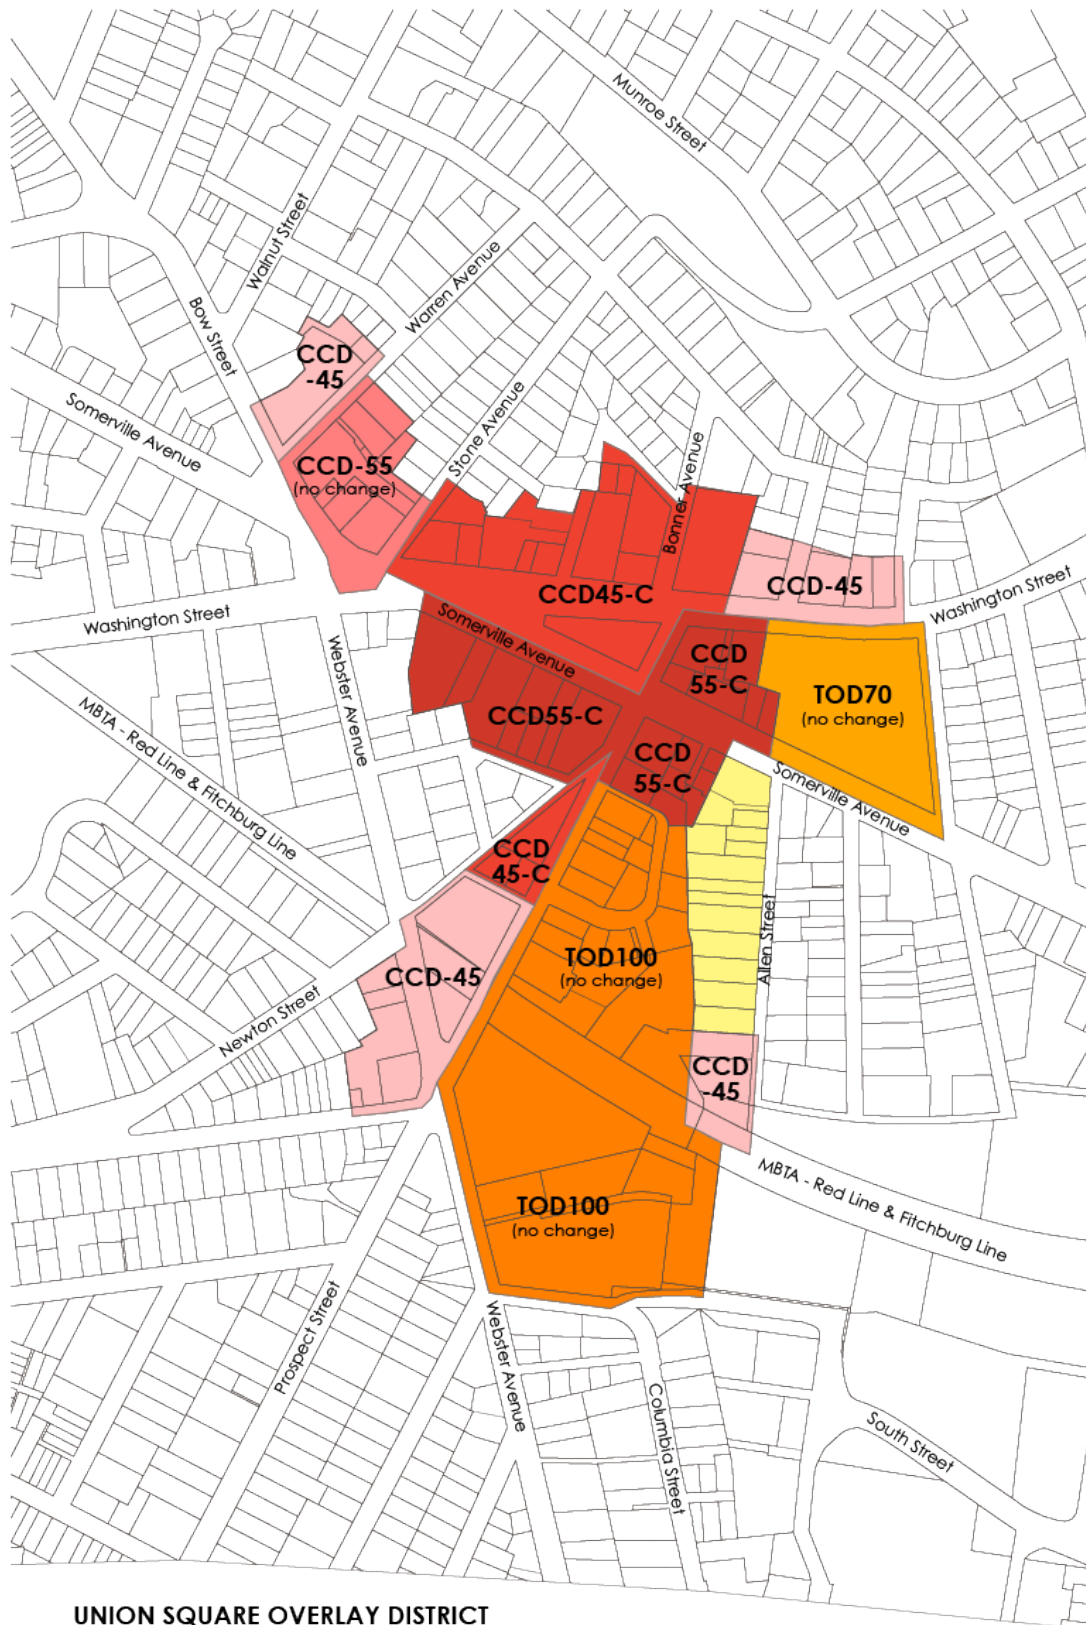 Munroe Street
Walnut Street
Warren Avenue
Bow Street
CCD
-45
Somerville Avenue
Stone Avenue
CCD-55
(no change)
Bonner Avenue
CCD45-C
CCD-45
Washington Street
Washington Street
Somerville Avenue
Webster Avenue
CCD
55-C
TOD70
(no change)
MBTA - Red Line & Fitchburg Line
CCD55-C
CCD
55-C
Somerville Avenue
CCD
45-C
Allen Street
TOD100
(no change)
CCD-45
Newton Street
CCD
-45
MBTA - Red Line & Fitchburg Line
TOD100
(no change)
Prospect Street
Webster Avenue
Columbia Street
South Street
UNION SQUARE OVERLAY DISTRICT